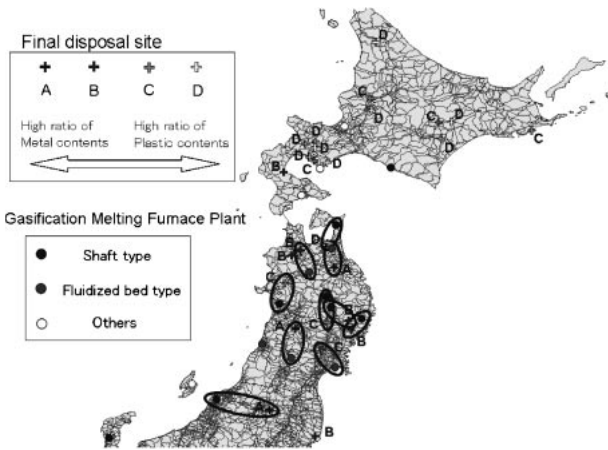 Final disposal site
A B C D
High ratio of High ratio of
Metal contents Plastic contents
Gasification Melting Furnace Plant
Shaft type
Fluidized bed type
Others
D
C
D
C
D
D
D
D
D
D
C
D
B
C
B
D
B
A
C
B
A
C
B
C
A
B